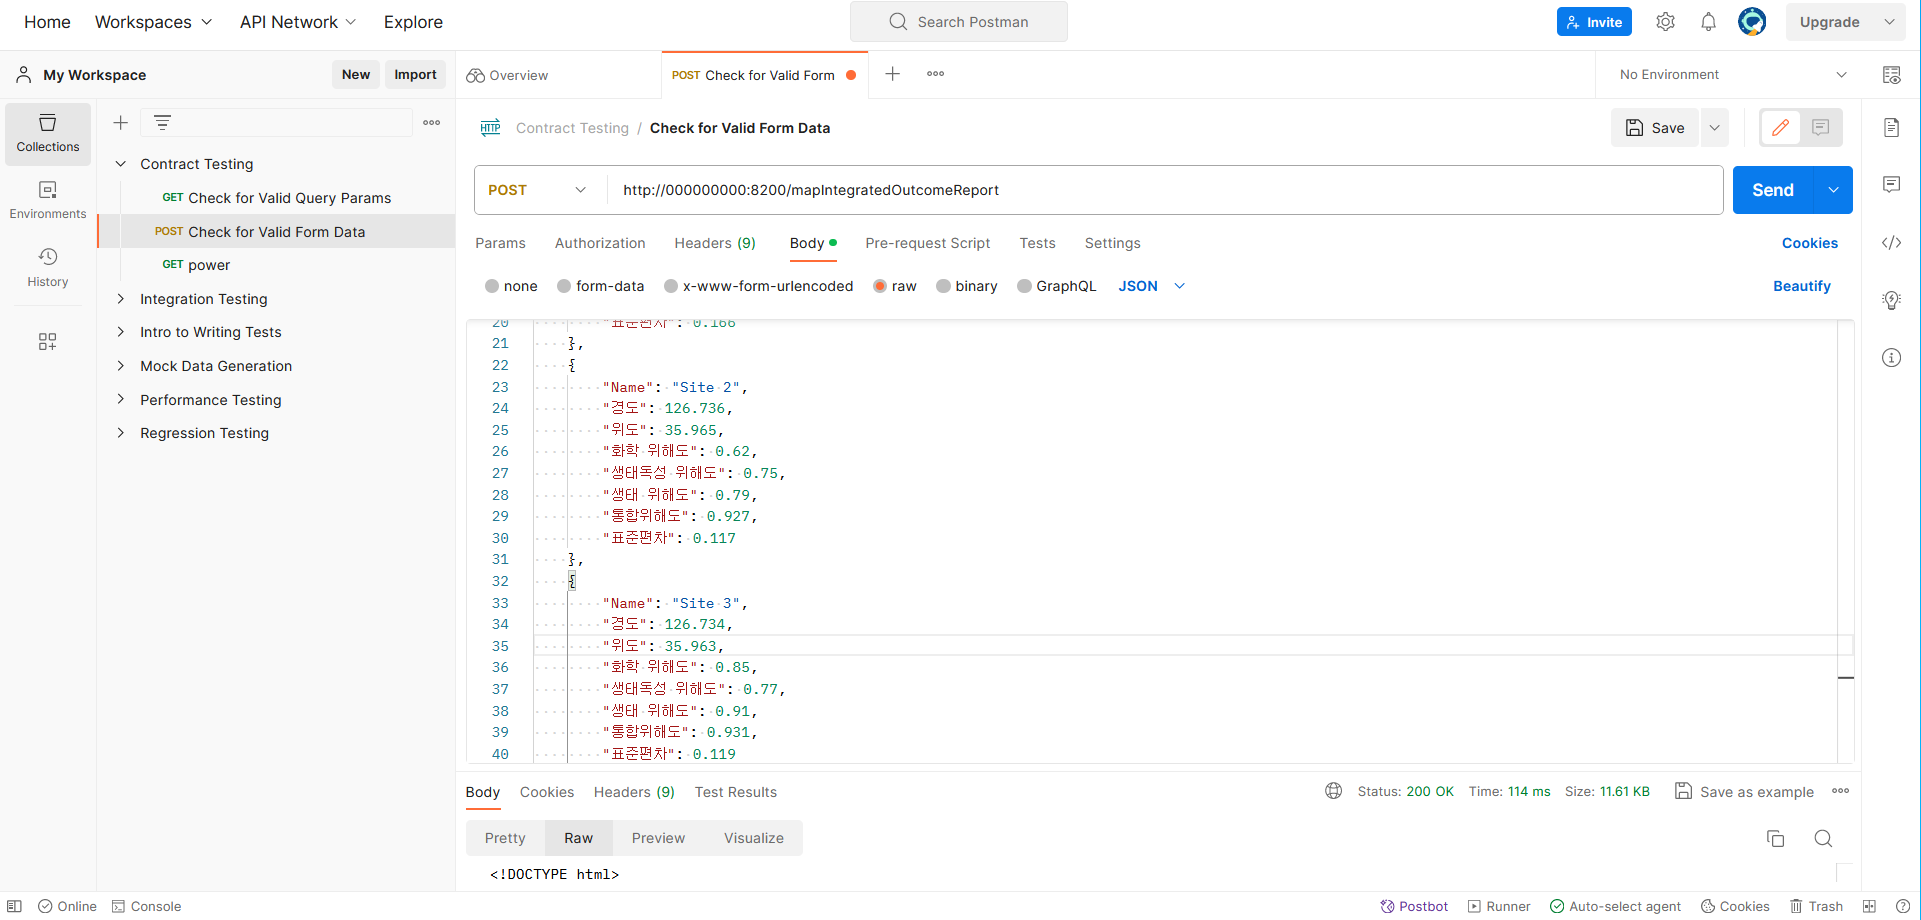 Home Workspaces API Network Explore Search Postman Invite Upgrade
My Workspace New Import Overview POST Check for Valid Form No Environment
Collections
Environments
History
Contract Testing
GET Check for Valid Query Params
POST Check for Valid Form Data
GET power
Integration Testing
Intro to Writing Tests
Mock Data Generation
Performance Testing
Regression Testing
HTTP Contract Testing / Check for Valid Form Data Save
POST http://000000000:8200/mapIntegratedOutcomeReport Send
Params Authorization Headers (9) Body Pre-request Script Tests Settings Cookies
none form-data x-www-form-urlencoded raw binary GraphQL JSON Beautify
20 "표준편차": 0.166
21 },
22 {
23 "Name": "Site 2",
24 "경도": 126.736,
25 "위도": 35.965,
26 "화학 위해도": 0.62,
27 "생태독성 위해도": 0.75,
28 "생태 위해도": 0.79,
29 "통합위해도": 0.927,
30 "표준편차": 0.117
31 },
32 {
33 "Name": "Site 3",
34 "경도": 126.734,
35 "위도": 35.963,
36 "화학 위해도": 0.85,
37 "생태독성 위해도": 0.77,
38 "생태 위해도": 0.91,
39 "통합위해도": 0.931,
40 "표준편차": 0.119
Body Cookies Headers (9) Test Results Status: 200 OK Time: 114 ms Size: 11.61 KB Save as example
Pretty Raw Preview Visualize
<!DOCTYPE html>
Online Console Postbot Runner Auto-select agent Cookies Trash